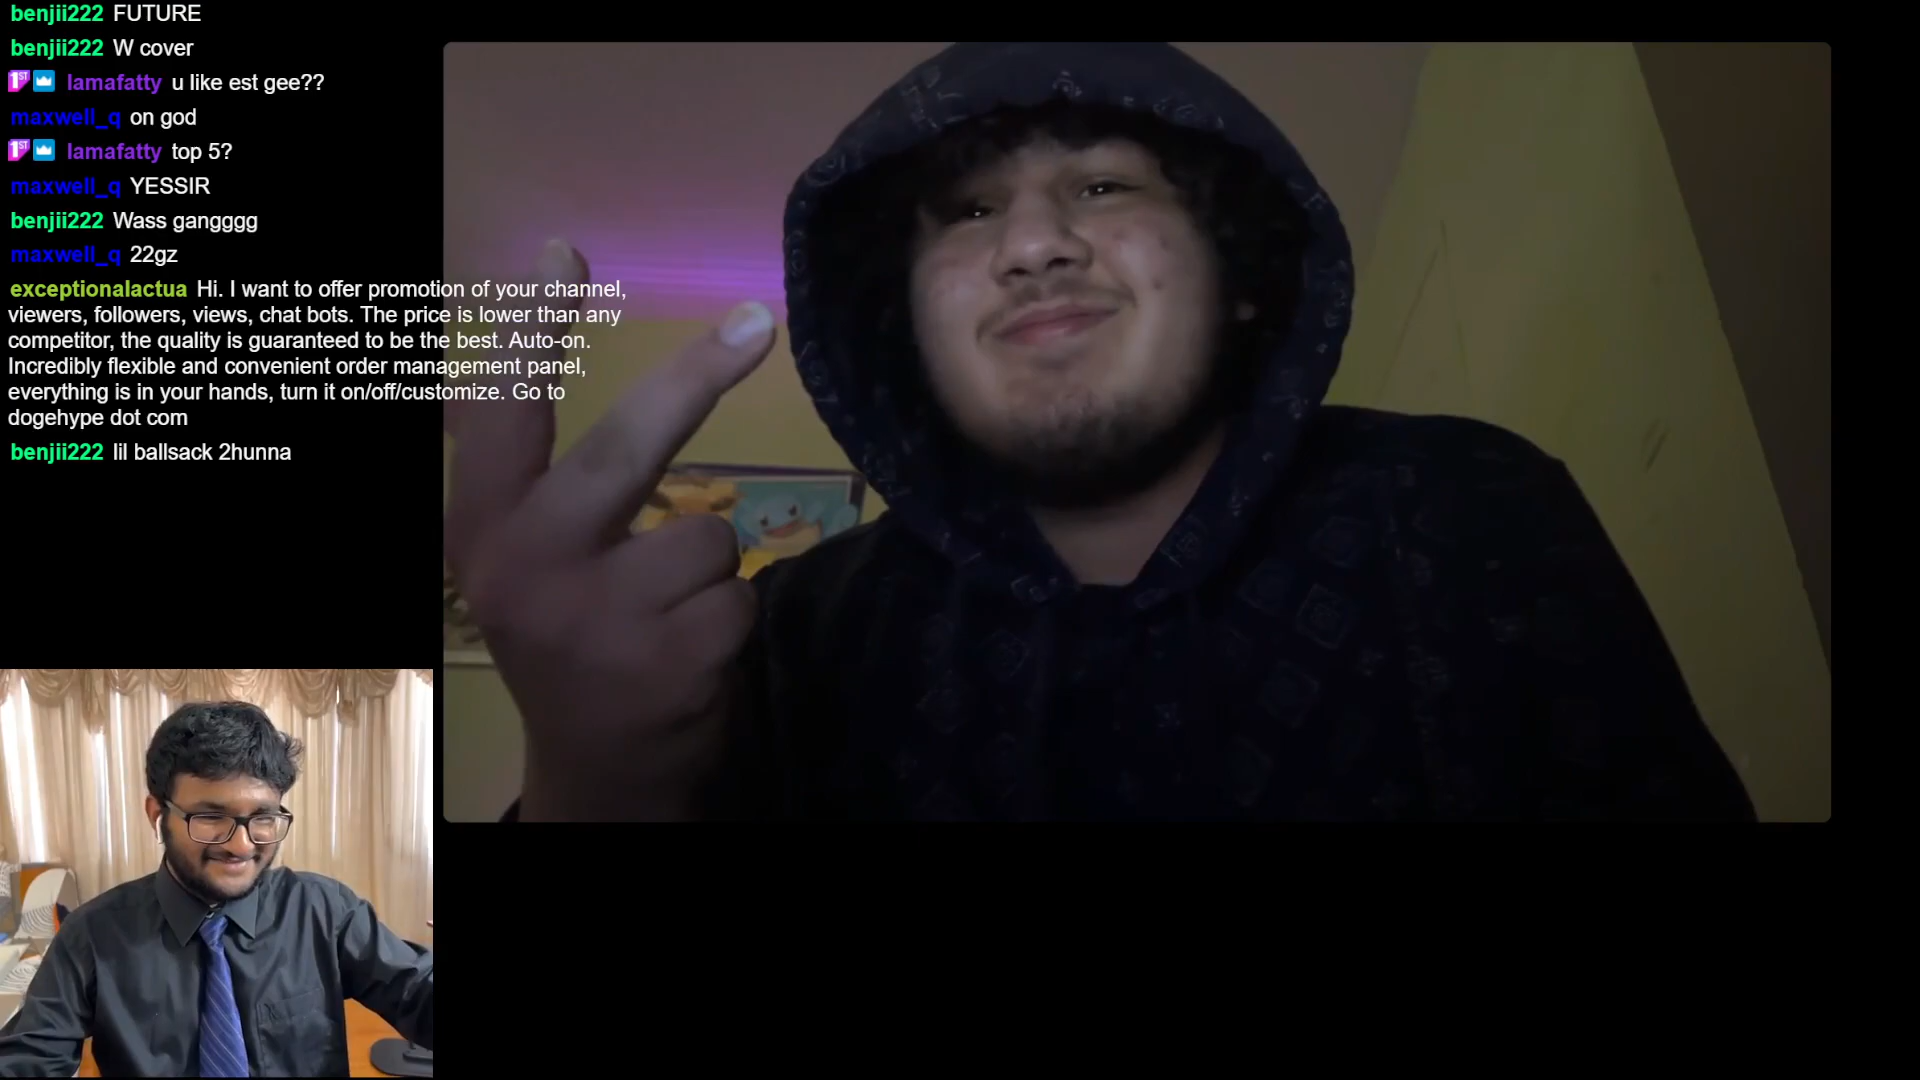 benjii222 FUTURE
benjii222 W cover
1ST lamafatty u like est gee??
maxwell_q on god
1ST lamafatty top 5?
maxwell_q YESSIR
benjii222 Wass gangggg
maxwell_q 22gz
exceptionalactua Hi. I want to offer promotion of your channel,
viewers, followers, views, chat bots. The price is lower than any
competitor, the quality is guaranteed to be the best. Auto-on.
Incredibly flexible and convenient order management panel,
everything is in your hands, turn it on/off/customize. Go to
dogehype dot com
benjii222 lil ballsack 2hunna